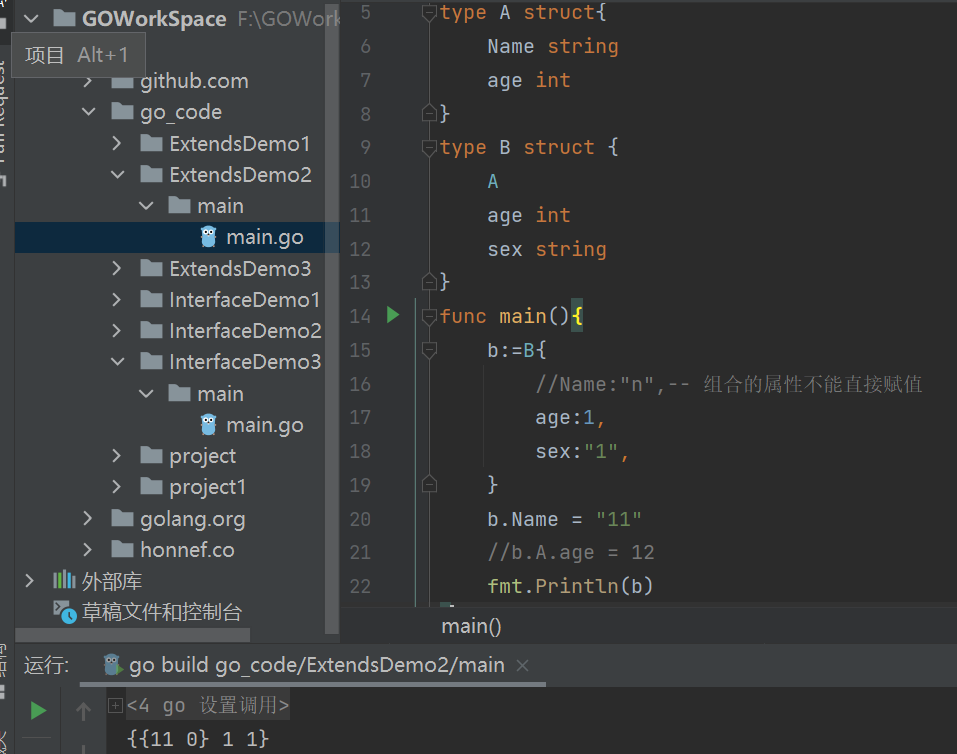 GOWorkSpace F:\GOWork
项目 Alt+1
github.com
go_code
ExtendsDemo1
ExtendsDemo2
main
main.go
ExtendsDemo3
InterfaceDemo1
InterfaceDemo2
InterfaceDemo3
main
main.go
project
project1
golang.org
honnef.co
外部库
草稿文件和控制台
5 type A struct{
6 Name string
7 age int
8 }
9 type B struct {
10 A
11 age int
12 sex string
13 }
14 func main(){
15 b:=B{
16 //Name:"n",-- 组合的属性不能直接赋值
17 age:1,
18 sex:"1",
19 }
20 b.Name = "11"
21 //b.A.age = 12
22 fmt.Println(b)
main()
运行: go build go_code/ExtendsDemo2/main
<4 go 设置调用>
{{11 0} 1 1}